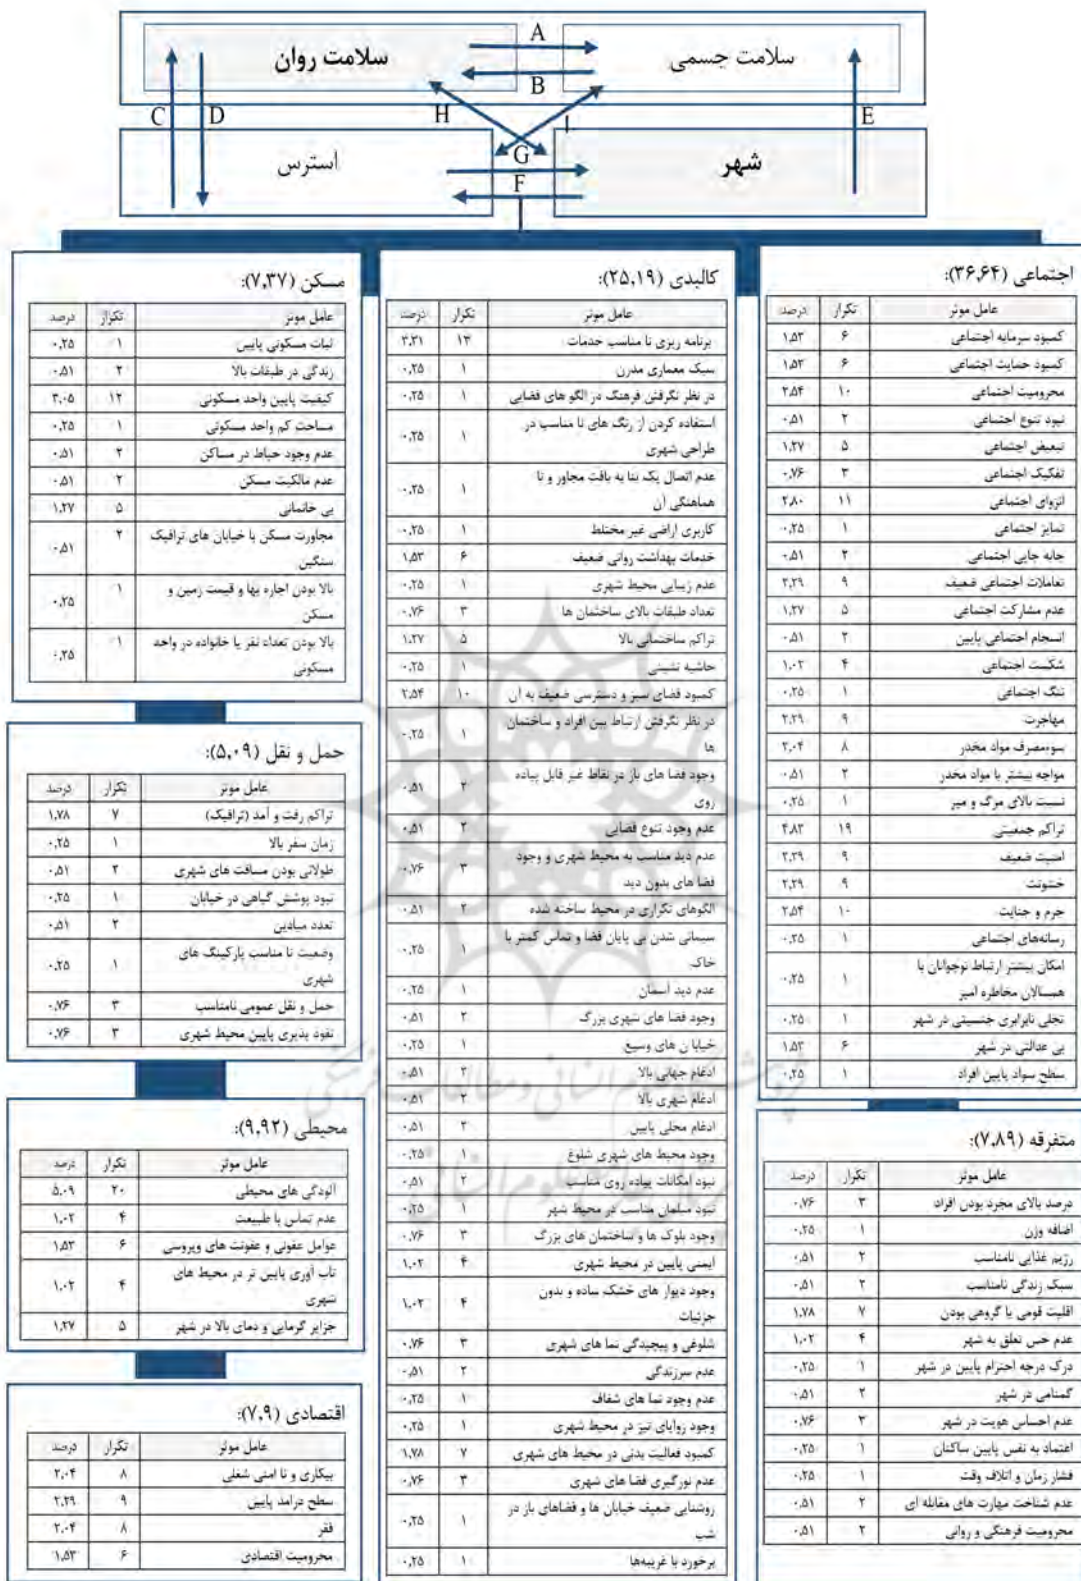 A
سلامت روان
سلامت جسمی
B
C
D
H
I
E
استرس
G
شهر
F
اجتماعی (۳۶,۶۴):
عامل موثر تکرار درصد
کمبود سرمایه اجتماعی ۶ ۱,۵۳
کمبود حمایت اجتماعی ۶ ۱,۵۳
محرومیت اجتماعی ۱۰ ۲,۵۴
نبود تنوع اجتماعی ۲ ۰,۵۱
تبعیض اجتماعی ۵ ۱,۲۷
تفکیک اجتماعی ۳ ۰,۷۶
انزوای اجتماعی ۱۱ ۲,۸۰
تمایز اجتماعی ۱ ۰,۲۵
جابه جایی اجتماعی ۲ ۰,۵۱
تعاملات اجتماعی ضعیف ۹ ۲,۲۹
عدم مشارکت اجتماعی ۵ ۱,۲۷
انسجام اجتماعی پایین ۲ ۰,۵۱
شکست اجتماعی ۴ ۱,۰۲
ننگ اجتماعی ۱ ۰,۲۵
مهاجرت ۹ ۲,۲۹
سوءمصرف مواد مخدر ۸ ۲,۰۴
مواجه بیشتر با مواد مخدر ۲ ۰,۵۱
نسبت بالای مرگ و میر ۱ ۰,۲۵
تراکم جمعیتی ۱۹ ۴,۸۳
امنیت ضعیف ۹ ۲,۲۹
خشونت ۹ ۲,۲۹
جرم و جنایت ۱۰ ۲,۵۴
رسانه‌های اجتماعی ۱ ۰,۲۵
امکان بیشتر ارتباط نوجوانان با
همسالان مخاطره آمیز ۱ ۰,۲۵
تجلی نابرابری جنسیتی در شهر ۱ ۰,۲۵
بی عدالتی در شهر ۶ ۱,۵۳
سطح سواد پایین افراد ۱ ۰,۲۵
متفرقه (۷,۸۹):
عامل موثر تکرار درصد
درصد بالای مجرد بودن افراد ۳ ۰,۷۶
اضافه وزن ۱ ۰,۲۵
رژیم غذایی نامناسب ۲ ۰,۵۱
سبک زندگی نامناسب ۲ ۰,۵۱
اقلیت قومی یا گروهی بودن ۷ ۱,۷۸
عدم حس تعلق به شهر ۴ ۱,۰۲
درک درجه احترام پایین در شهر ۱ ۰,۲۵
گمنامی در شهر ۲ ۰,۵۱
عدم احساس هویت در شهر ۳ ۰,۷۶
اعتماد به نفس پایین ساکنان ۱ ۰,۲۵
فشار زمان و اتلاف وقت ۱ ۰,۲۵
عدم شناخت مهارت های مقابله ای ۲ ۰,۵۱
محرومیت فرهنگی و روانی ۲ ۰,۵۱
کالبدی (۲۵,۱۹):
عامل موثر تکرار درصد
برنامه ریزی نا مناسب خدمات ۱۳ ۳,۳۱
سبک معماری مدرن ۱ ۰,۲۵
در نظر نگرفتن فرهنگ در الگو های فضایی ۱ ۰,۲۵
استفاده کردن از رنگ های نا مناسب در
طراحی شهری ۱ ۰,۲۵
عدم اتصال یک بنا به بافت مجاور و نا
هماهنگی آن ۱ ۰,۲۵
کاربری اراضی غیر مختلط ۱ ۰,۲۵
خدمات بهداشت روانی ضعیف ۶ ۱,۵۳
عدم زیبایی محیط شهری ۱ ۰,۲۵
تعداد طبقات بالای ساختمان ها ۳ ۰,۷۶
تراکم ساختمانی بالا ۵ ۱,۲۷
حاشیه نشینی ۱ ۰,۲۵
کمبود فضای سبز و دسترسی ضعیف به آن ۱۰ ۲,۵۴
در نظر نگرفتن ارتباط بین افراد و ساختمان
ها ۱ ۰,۲۵
وجود فضا های باز در نقاط غیر قابل پیاده
روی ۲ ۰,۵۱
عدم وجود تنوع فضایی ۲ ۰,۵۱
عدم دید مناسب به محیط شهری و وجود
فضا های بدون دید ۳ ۰,۷۶
الگوهای تکراری در محیط ساخته شده ۲ ۰,۵۱
سیمانی شدن بی پایان فضا و تماس کمتر با
خاک ۱ ۰,۲۵
عدم دید آسمان ۱ ۰,۲۵
وجود فضا های شهری بزرگ ۲ ۰,۵۱
خیابا ن های وسیع ۱ ۰,۲۵
ادغام جهانی بالا ۲ ۰,۵۱
ادغام شهری بالا ۲ ۰,۵۱
ادغام محلی پایین ۲ ۰,۵۱
وجود محیط های شهری شلوغ ۱ ۰,۲۵
نبود امکانات پیاده روی مناسب ۲ ۰,۵۱
نبود مبلمان مناسب در محیط شهر ۱ ۰,۲۵
وجود بلوک ها و ساختمان های بزرگ ۳ ۰,۷۶
ایمنی پایین در محیط شهری ۴ ۱,۰۲
وجود دیوار های خشک ساده و بدون
جزئیات ۴ ۱,۰۲
شلوغی و پیچیدگی نما های شهری ۳ ۰,۷۶
عدم سرزندگی ۲ ۰,۵۱
عدم وجود نما های شفاف ۱ ۰,۲۵
وجود زوایای تیز در محیط شهری ۱ ۰,۲۵
کمبود فعالیت بدنی در محیط های شهری ۷ ۱,۷۸
عدم نورگیری فضا های شهری ۳ ۰,۷۶
روشنایی ضعیف خیابان ها و فضاهای باز در
شب ۱ ۰,۲۵
برخورد با غریبه‌ها ۱ ۰,۲۵
مسکن (۷,۳۷):
عامل موثر تکرار درصد
ثبات مسکونی پایین ۱ ۰,۲۵
زندگی در طبقات بالا ۲ ۰,۵۱
کیفیت پایین واحد مسکونی ۱۲ ۳,۰۵
مساحت کم واحد مسکونی ۱ ۰,۲۵
عدم وجود حیاط در مساکن ۲ ۰,۵۱
عدم مالکیت مسکن ۲ ۰,۵۱
بی خانمانی ۵ ۱,۲۷
مجاورت مسکن با خیابان های ترافیک ۲
سنگین ۰,۵۱
بالا بودن اجاره بها و قیمت زمین و ۱
مسکن ۰,۲۵
بالا بودن تعداد نفر یا خانواده در واحد ۱
مسکونی ۰,۲۵
حمل و نقل (۵,۰۹):
عامل موثر تکرار درصد
تراکم رفت و آمد (ترافیک) ۷ ۱,۷۸
زمان سفر بالا ۱ ۰,۲۵
طولانی بودن مسافت های شهری ۲ ۰,۵۱
نبود پوشش گیاهی در خیابان ۱ ۰,۲۵
تعدد میادین ۲ ۰,۵۱
وضعیت نا مناسب پارکینگ های
شهری ۱ ۰,۲۵
حمل و نقل عمومی نامناسب ۳ ۰,۷۶
نفوذ پذیری پایین محیط شهری ۳ ۰,۷۶
محیطی (۹,۹۲):
عامل موثر تکرار درصد
آلودگی های محیطی ۲۰ ۵,۰۹
عدم تماس با طبیعت ۴ ۱,۰۲
عوامل عفونی و عفونت های ویروسی ۶ ۱,۵۳
تاب آوری پایین تر در محیط های
شهری ۴ ۱,۰۲
جزایر گرمایی و دمای بالا در شهر ۵ ۱,۲۷
اقتصادی (۷,۹):
عامل موثر تکرار درصد
بیکاری و نا امنی شغلی ۸ ۲,۰۴
سطح درامد پایین ۹ ۲,۲۹
فقر ۸ ۲,۰۴
محرومیت اقتصادی ۶ ۱,۵۳